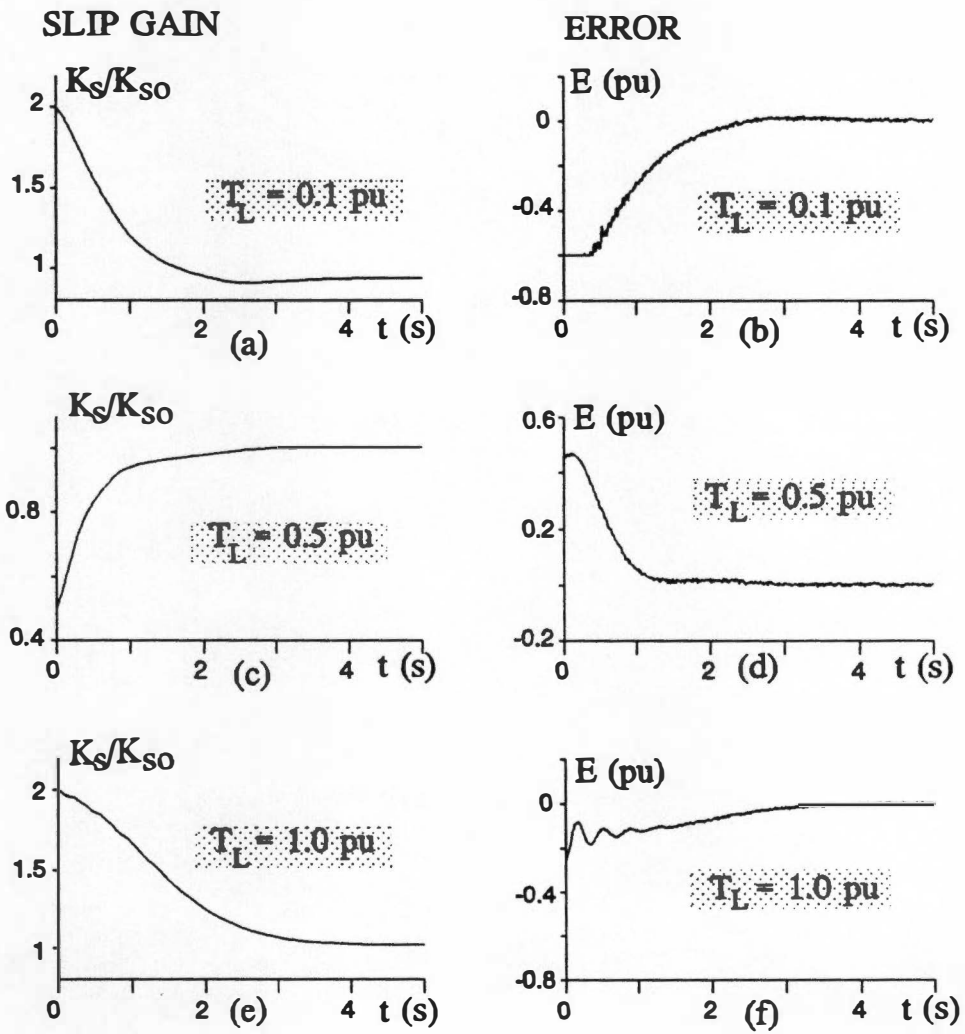 SLIP GAIN
ERROR
K_S/K_SO
2
1.5
1
T_L = 0.1 pu
0 2 4 t (s)
(a)
E (pu)
0
-0.4
-0.8
T_L = 0.1 pu
0 2 4 t (s)
(b)
K_S/K_SO
0.8
0.4
T_L = 0.5 pu
0 2 4 t (s)
(c)
E (pu)
0.6
0.2
-0.2
T_L = 0.5 pu
0 2 4 t (s)
(d)
K_S/K_SO
2
1.5
1
T_L = 1.0 pu
0 2 4 t (s)
(e)
E (pu)
0
-0.4
-0.8
T_L = 1.0 pu
0 2 4 t (s)
(f)